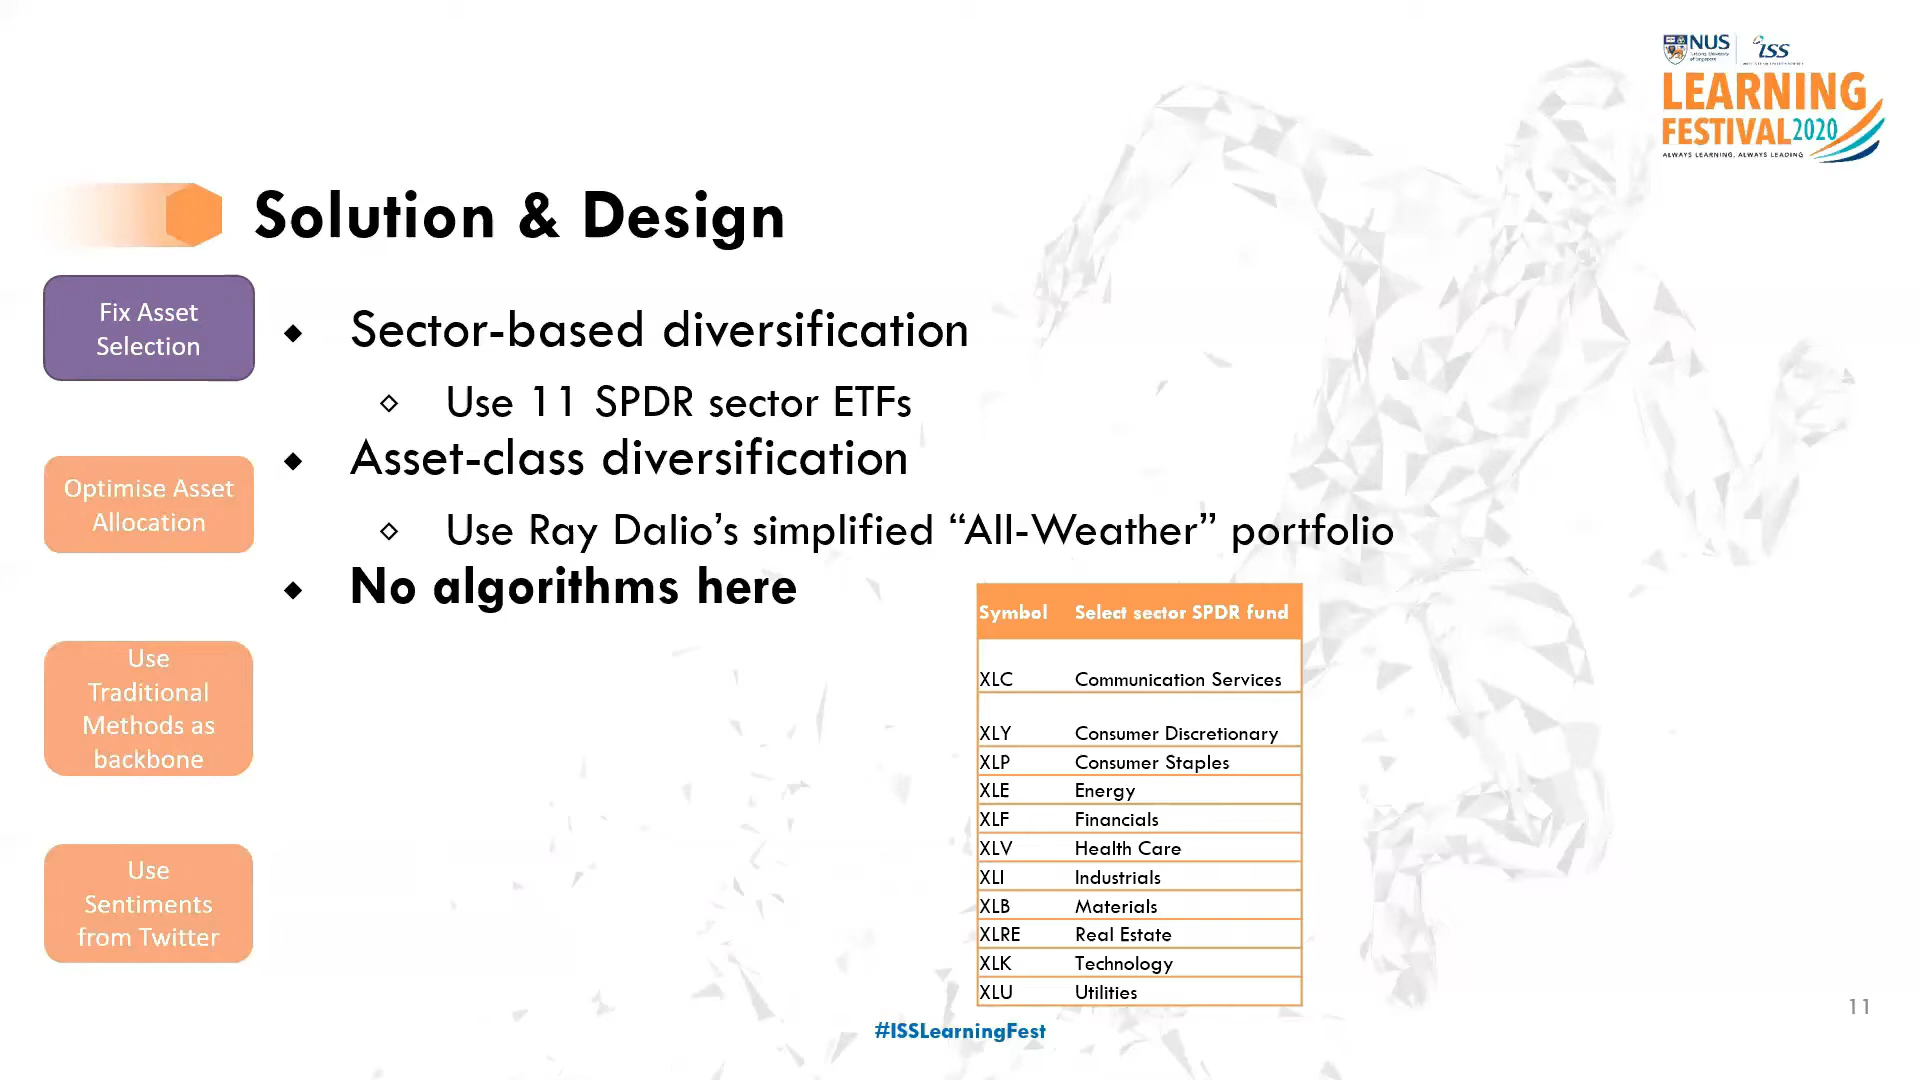 NUS
ISS
LEARNING
FESTIVAL 2020
ALWAYS LEARNING, ALWAYS LEADING
Solution & Design
Fix Asset
Selection
Sector-based diversification
Use 11 SPDR sector ETFs
Asset-class diversification
Use Ray Dalio’s simplified “All-Weather” portfolio
No algorithms here
Optimise Asset
Allocation
Use
Traditional
Methods as
backbone
Use
Sentiments
from Twitter
Symbol Select sector SPDR fund
XLC Communication Services
XLY Consumer Discretionary
XLP Consumer Staples
XLE Energy
XLF Financials
XLV Health Care
XLI Industrials
XLB Materials
XLRE Real Estate
XLK Technology
XLU Utilities
#ISSLearningFest
11